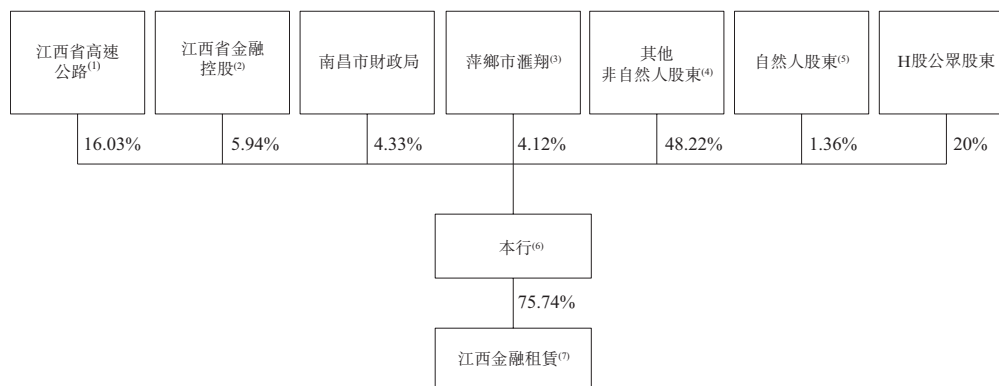 江西省高速
公路(1)
江西省金融
控股(2)
南昌市財政局
萍鄉市滙翔(3)
其他
非自然人股東(4)
自然人股東(5)
H股公眾股東
16.03%
5.94%
4.33%
4.12%
48.22%
1.36%
20%
本行(6)
75.74%
江西金融租賃(7)